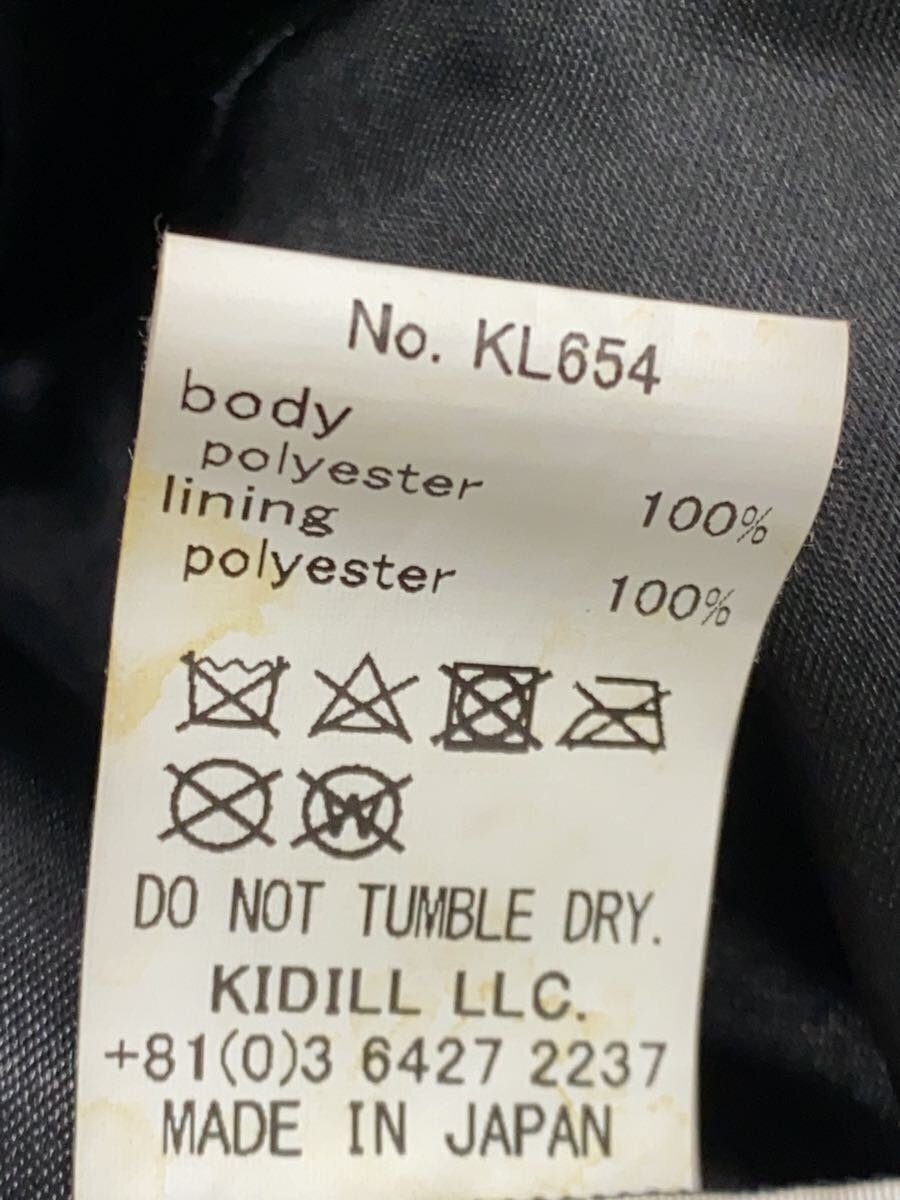 No. KL654
body
polyester 100%
lining
polyester 100%
W
DO NOT TUMBLE DRY.
KIDILL LLC.
+81(0)3 6427 2237
MADE IN JAPAN